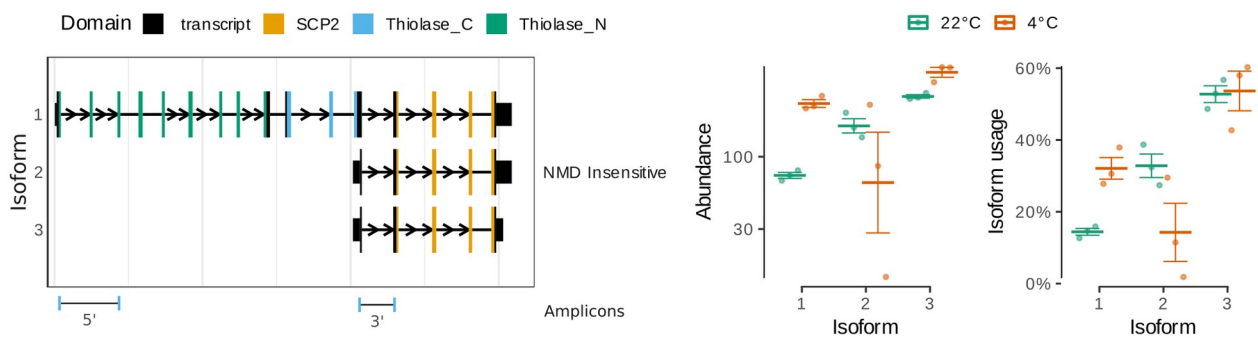 Domain transcript SCP2 Thiolase_C Thiolase_N
Isoform
1
2
3
NMD Insensitive
5'
3'
Amplicons
22°C 4°C
Abundance
100
30
1 2 3
Isoform
Isoform usage
60%
40%
20%
0%
1 2 3
Isoform